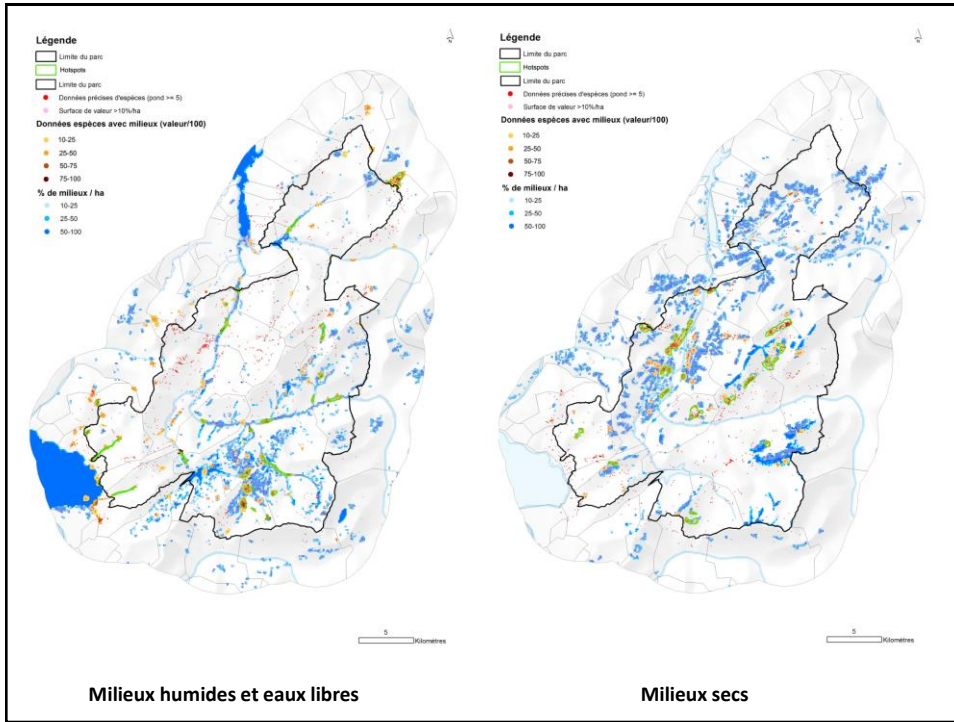 Légende
Limite du parc
Hotspots
Limite du parc
Données précises d'espèces (pond >= 5)
Surface de valeur >10%/ha
Données espèces avec milieu (valeur/100)
10-25
25-50
50-75
75-100
% de milieu / ha
10-25
25-50
50-100
N
5
Kilomètres
Milieux humides et eaux libres
Légende
Limite du parc
Hotspots
Limite du parc
Données précises d'espèces (pond >= 5)
Surface de valeur >10%/ha
Données espèces avec milieu (valeur/100)
10-25
25-50
50-75
75-100
% de milieu / ha
10-25
25-50
50-100
N
5
Kilomètres
Milieux secs